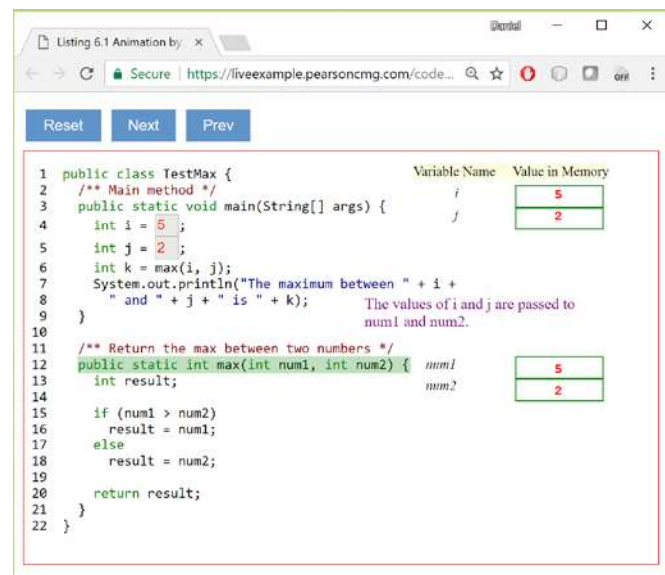 Daniel
Listing 6.1 Animation by
Secure | https://liveexample.pearsoncmg.com/code...
OFF
Reset Next Prev
Variable Name Value in Memory
1 public class TestMax {
2 /** Main method */ i 5
3 public static void main(String[] args) { j 2
4 int i = 5 ;
5 int j = 2 ;
6 int k = max(i, j);
7 System.out.println("The maximum between " + i +
8 " and " + j + " is " + k);
The values of i and j are passed to
num1 and num2.
9 }
10
11 /** Return the max between two numbers */
12 public static int max(int num1, int num2) { num1 5
13 int result; num2 2
14
15 if (num1 > num2)
16 result = num1;
17 else
18 result = num2;
19
20 return result;
21 }
22 }